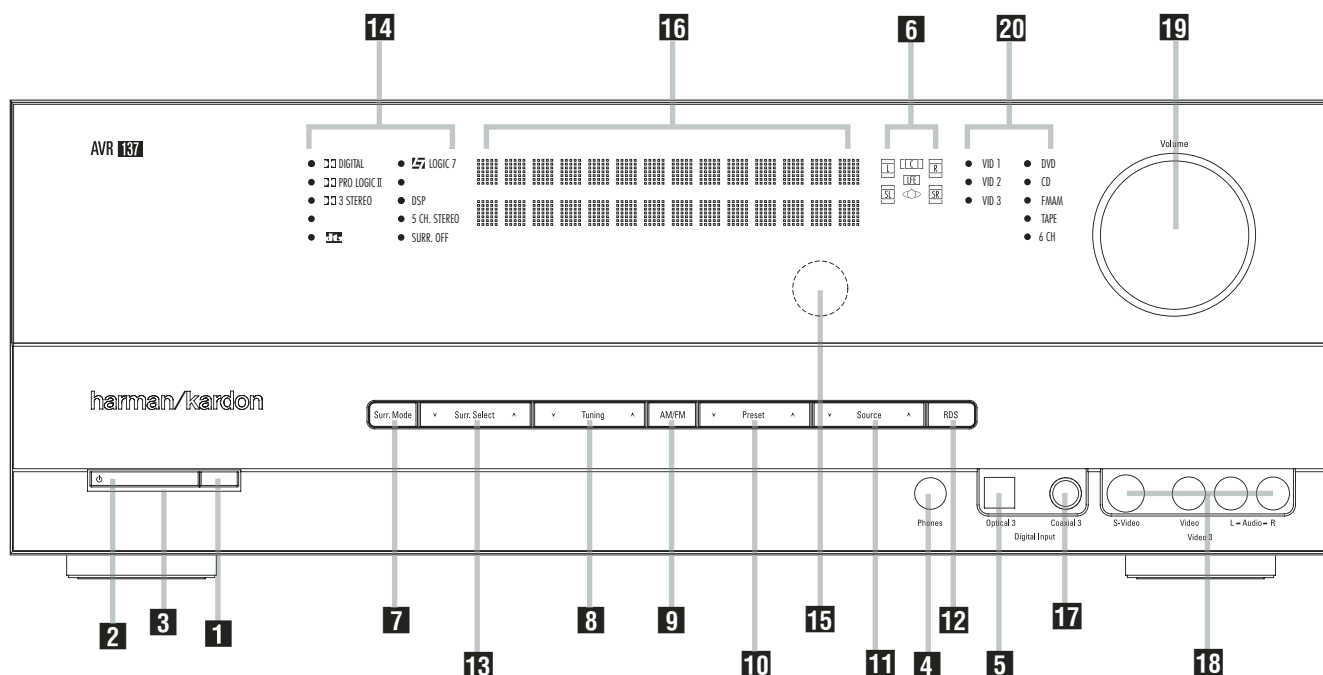 14 16 6 20 19
AVR 137
Volume
DIGITAL
PRO LOGIC II
3 STEREO
dts
LOGIC 7
DSP
5 CH. STEREO
SURR. OFF
L C R
LFE
SL SR
VID 1
VID 2
VID 3
DVD
CD
FMAM
TAPE
6 CH
harman/kardon
Surr. Mode ˅ Surr. Select ˄ ˅ Tuning ˄ AM/FM ˅ Preset ˄ ˅ Source ˄ RDS
Phones
Optical 3 Coaxial 3
Digital Input
S-Video Video L – Audio – R
Video 3
2 3 1 7 13 8 9 10 15 11 4 12 5 17 18